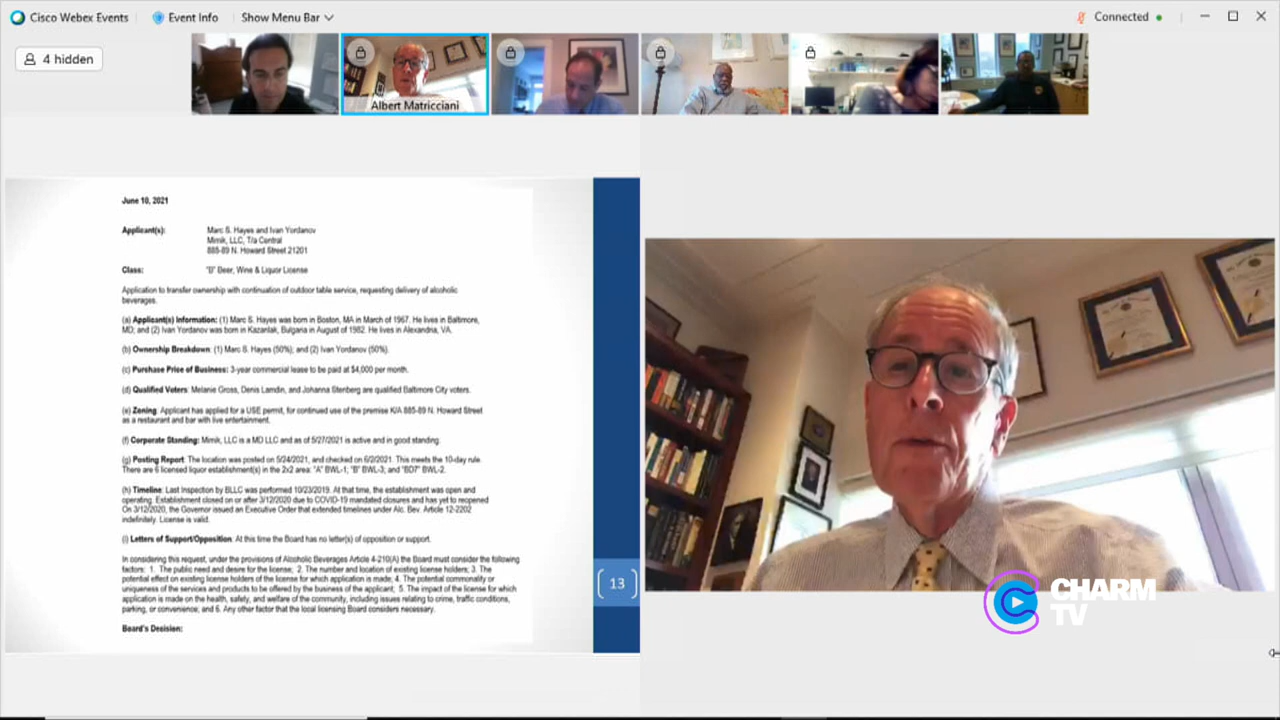 Cisco Webex Events
Event Info
Show Menu Bar
Connected
4 hidden
Albert Matricciani
June 10, 2021
Applicant(s):
Marc S. Hayes and Ivan Yordanov
Mimik, LLC, T/a Central
885-89 N. Howard Street 21201
Class:
"B" Beer, Wine & Liquor License
Application to transfer ownership with continuation of outdoor table service, requesting delivery of alcoholic
beverages.
(a) Applicant(s) Information: (1) Marc S. Hayes was born in Boston, MA in March of 1967. He lives in Baltimore,
MD; and (2) Ivan Yordanov was born in Kazanlak, Bulgaria in August of 1982. He lives in Alexandria, VA.
(b) Ownership Breakdown: (1) Marc S. Hayes (50%); and (2) Ivan Yordanov (50%).
(c) Purchase Price of Business: 3-year commercial lease to be paid at $4,000 per month.
(d) Qualified Voters: Melanie Gross, Denis Lamdin, and Johanna Stenberg are qualified Baltimore City voters.
(e) Zoning: Applicant has applied for a USE permit, for continued use of the premise K/A 885-89 N. Howard Street
as a restaurant and bar with live entertainment.
(f) Corporate Standing: Mimik, LLC is a MD LLC and as of 5/27/2021 is active and in good standing.
(g) Posting Report: The location was posted on 5/24/2021, and checked on 6/2/2021. This meets the 10-day rule.
There are 6 licensed liquor establishment(s) in the 2x2 area: "A" BWL-1; "B" BWL-3; and "BD7" BWL-2.
(h) Timeline: Last Inspection by BLLC was performed 10/23/2019. At that time, the establishment was open and
operating. Establishment closed on or after 3/12/2020 due to COVID-19 mandated closures and has yet to reopened
On 3/12/2020, the Governor issued an Executive Order that extended timelines under Alc. Bev. Article 12-2202
indefinitely. License is valid.
(i) Letters of Support/Opposition: At this time the Board has no letter(s) of opposition or support.
In considering this request, under the provisions of Alcoholic Beverages Article 4-210(A) the Board must consider the following
factors: 1. The public need and desire for the license; 2. The number and location of existing license holders; 3. The
potential effect on existing license holders of the license for which application is made; 4. The potential commonality or
uniqueness of the services and products to be offered by the business of the applicant; 5. The impact of the license for which
application is made on the health, safety, and welfare of the community, including issues relating to crime, traffic conditions,
parking, or convenience; and 6. Any other factor that the local licensing Board considers necessary.
Board's Decision:
13
CHARM
TV